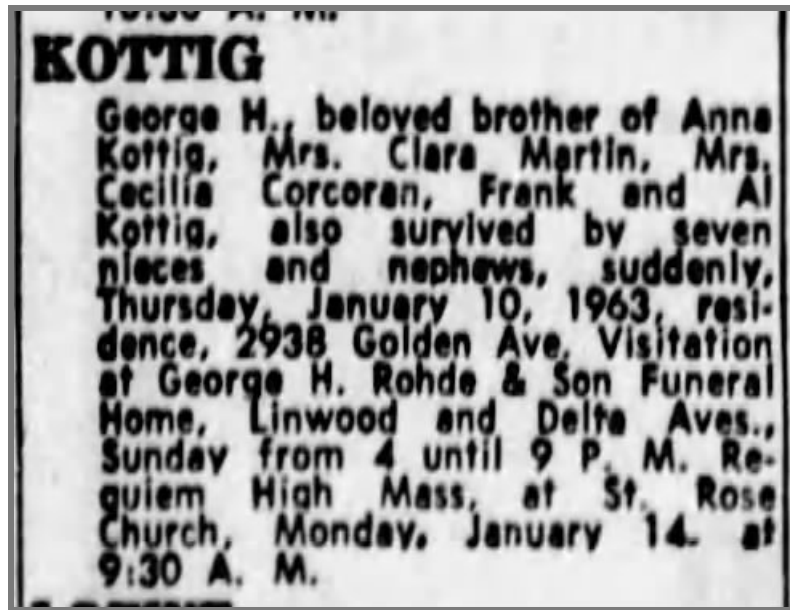 10:30 A. M.
KOTTIG
George H., beloved brother of Anna
Kottig, Mrs. Clara Martin, Mrs.
Cecilia Corcoran, Frank and Al
Kottig, also survived by seven
nieces and nephews, suddenly,
Thursday, January 10, 1963, resi-
dence, 2938 Golden Ave. Visitation
at George H. Rohde & Son Funeral
Home, Linwood and Delta Aves.,
Sunday from 4 until 9 P. M. Re-
quiem High Mass, at St. Rose
Church, Monday, January 14. at
9:30 A. M.